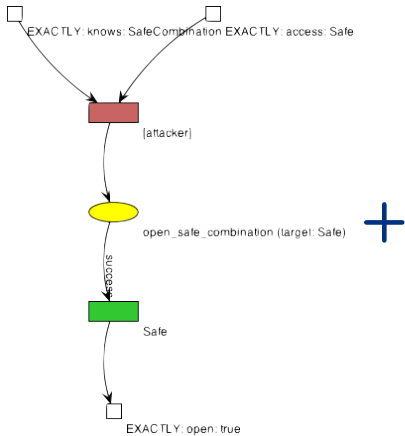 EXACTLY: knows: SafeCombination EXACTLY: access: Safe
[attacker]
open_safe_combination (target: Safe)
success
Safe
EXACTLY: open: true